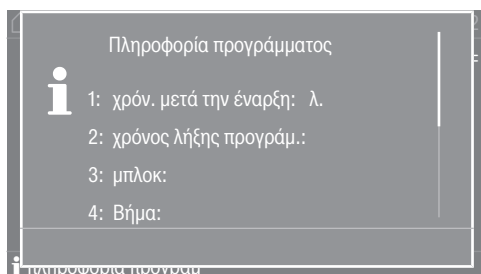 Πληροφορία προγράμματος
1: χρόν. μετά την έναρξη: λ.
2: χρόνος λήξης προγράμ.:
3: μπλοκ:
4: Βήμα: